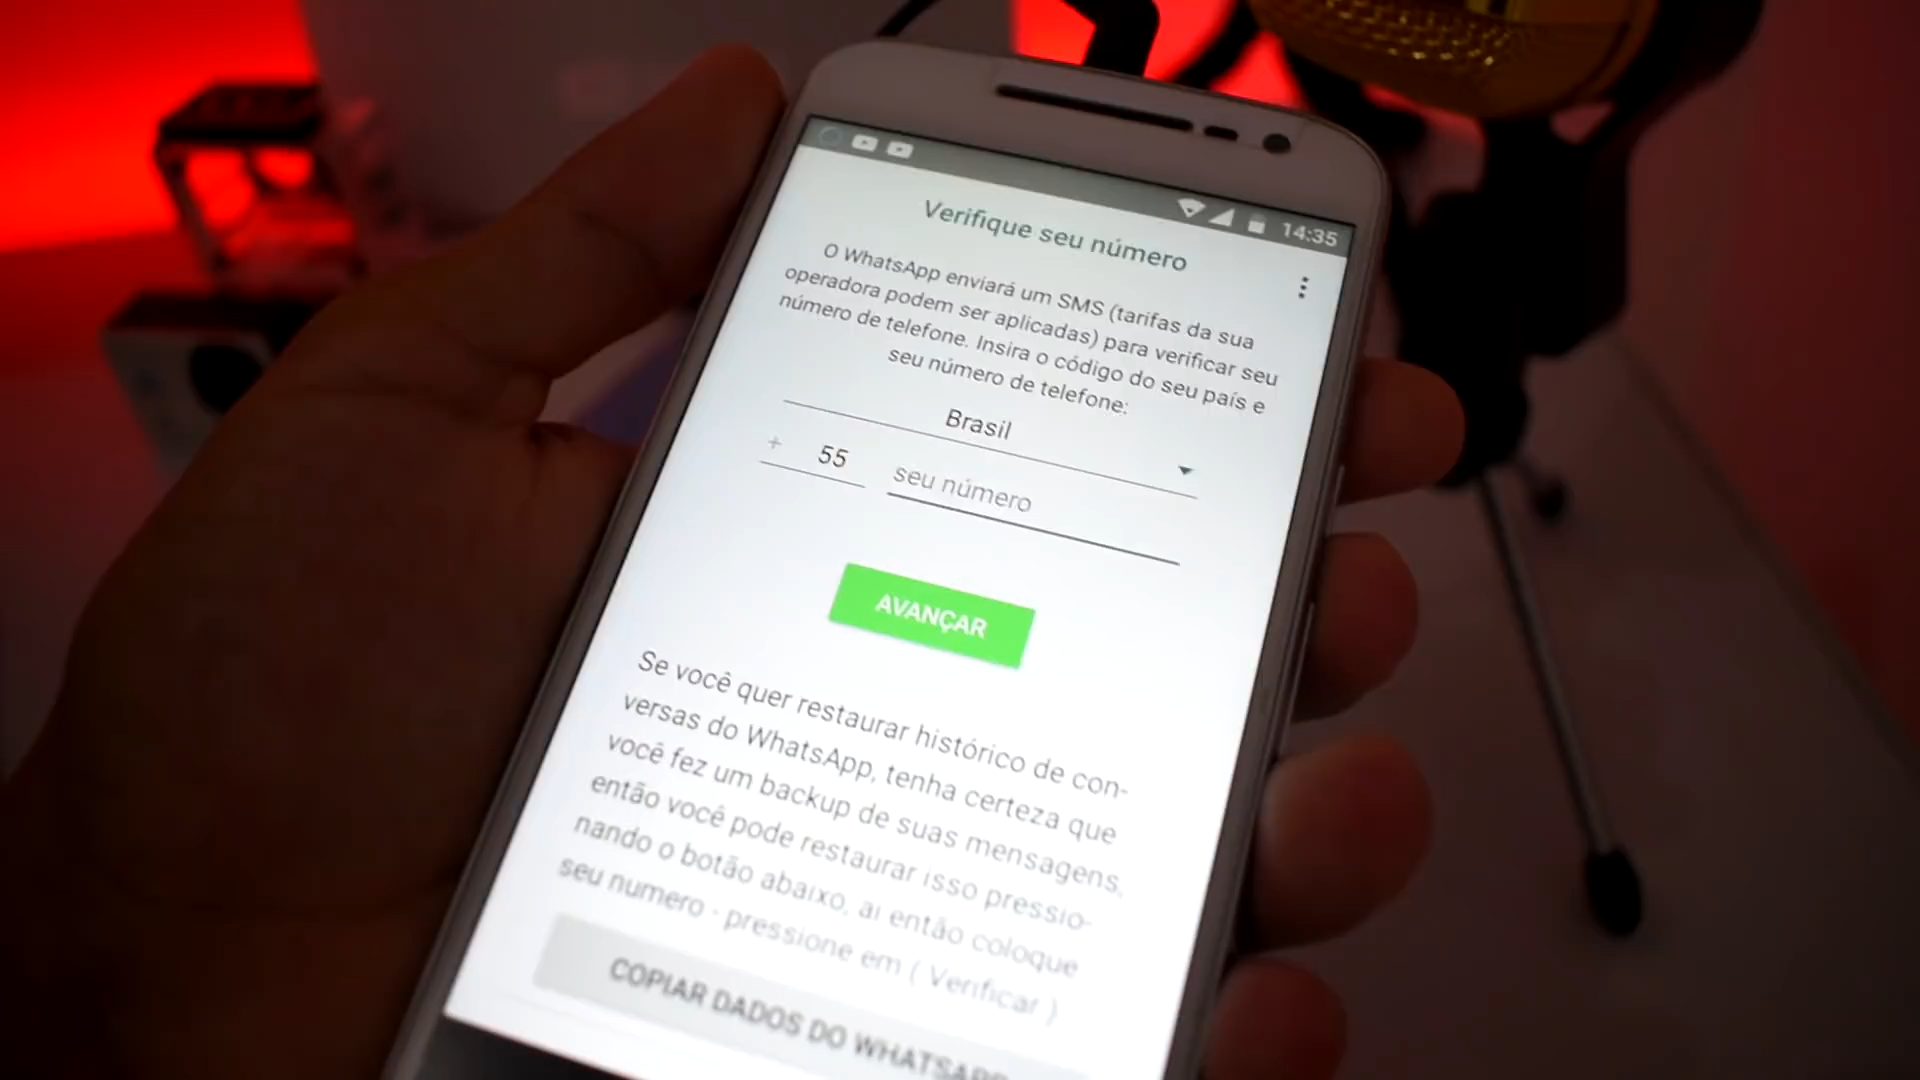 14:35
Verifique seu número
O WhatsApp enviará um SMS (tarifas da sua
operadora podem ser aplicadas) para verificar seu
número de telefone. Insira o código do seu país e
seu número de telefone:
Brasil
+ 55 seu número
AVANÇAR
Se você quer restaurar histórico de con-
versas do WhatsApp, tenha certeza que
você fez um backup de suas mensagens,
então você pode restaurar isso pressio-
nando o botão abaixo, ai então coloque
seu numero - pressione em ( Verificar )
COPIAR DADOS DO WHATSAPP